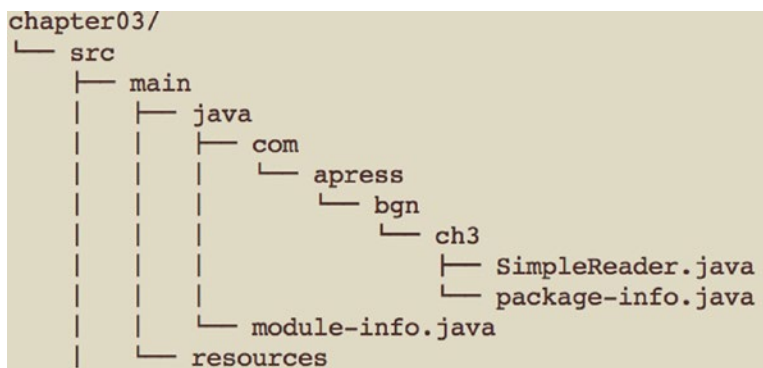 chapter03/
└── src
    ├── main
    │   ├── java
    │   │   ├── com
    │   │   │   └── apress
    │   │   │       └── bgn
    │   │   │           └── ch3
    │   │   │               ├── SimpleReader.java
    │   │   │               └── package-info.java
    │   │   └── module-info.java
    │   └── resources